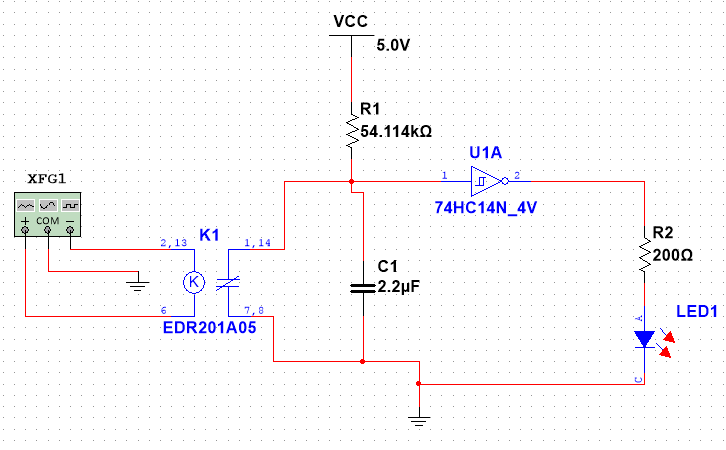 VCC
5.0V
R1
54.114kΩ
U1A
1
2
74HC14N_4V
XFG1
+ COM −
K1
2,13
1,14
K
R2
200Ω
C1
2.2µF
6
7,8
EDR201A05
LED1
A
C